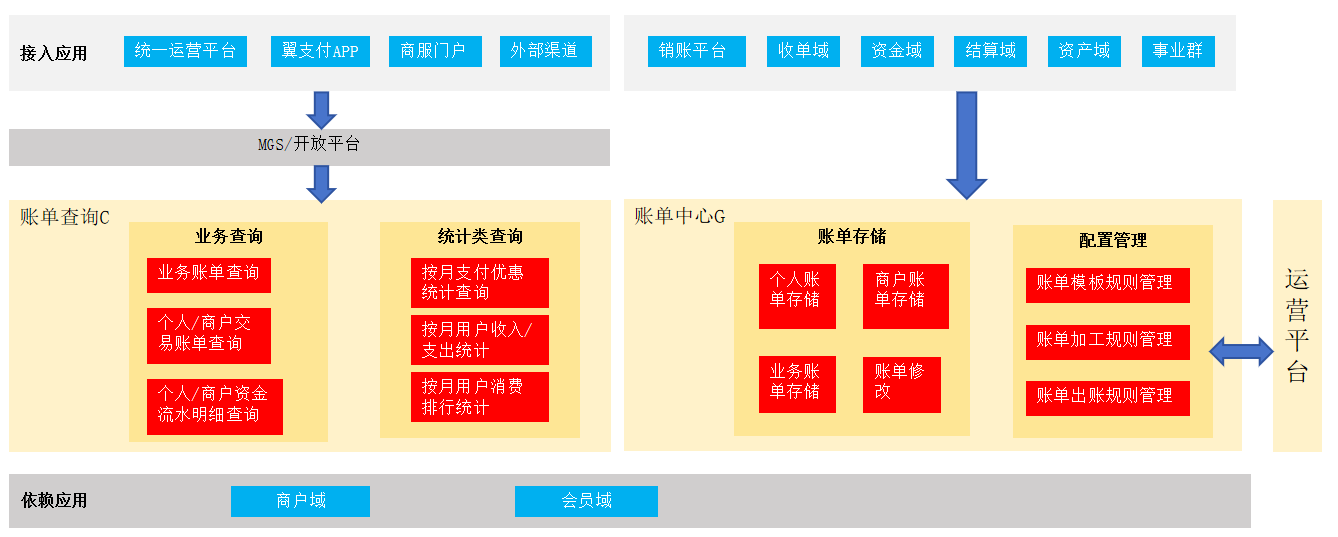 接入应用
统一运营平台
翼支付APP
商服门户
外部渠道
销账平台
收单域
资金域
结算域
资产域
事业群
MGS/开放平台
账单查询C
业务查询
业务账单查询
个人/商户交
易账单查询
个人/商户资金
流水明细查询
统计类查询
按月支付优惠
统计查询
按月用户收入/
支出统计
按月用户消费
排行统计
账单中心G
账单存储
个人账
单存储
商户账
单存储
业务账
单存储
账单修
改
配置管理
账单模板规则管理
账单加工规则管理
账单出账规则管理
运
营
平
台
依赖应用
商户域
会员域